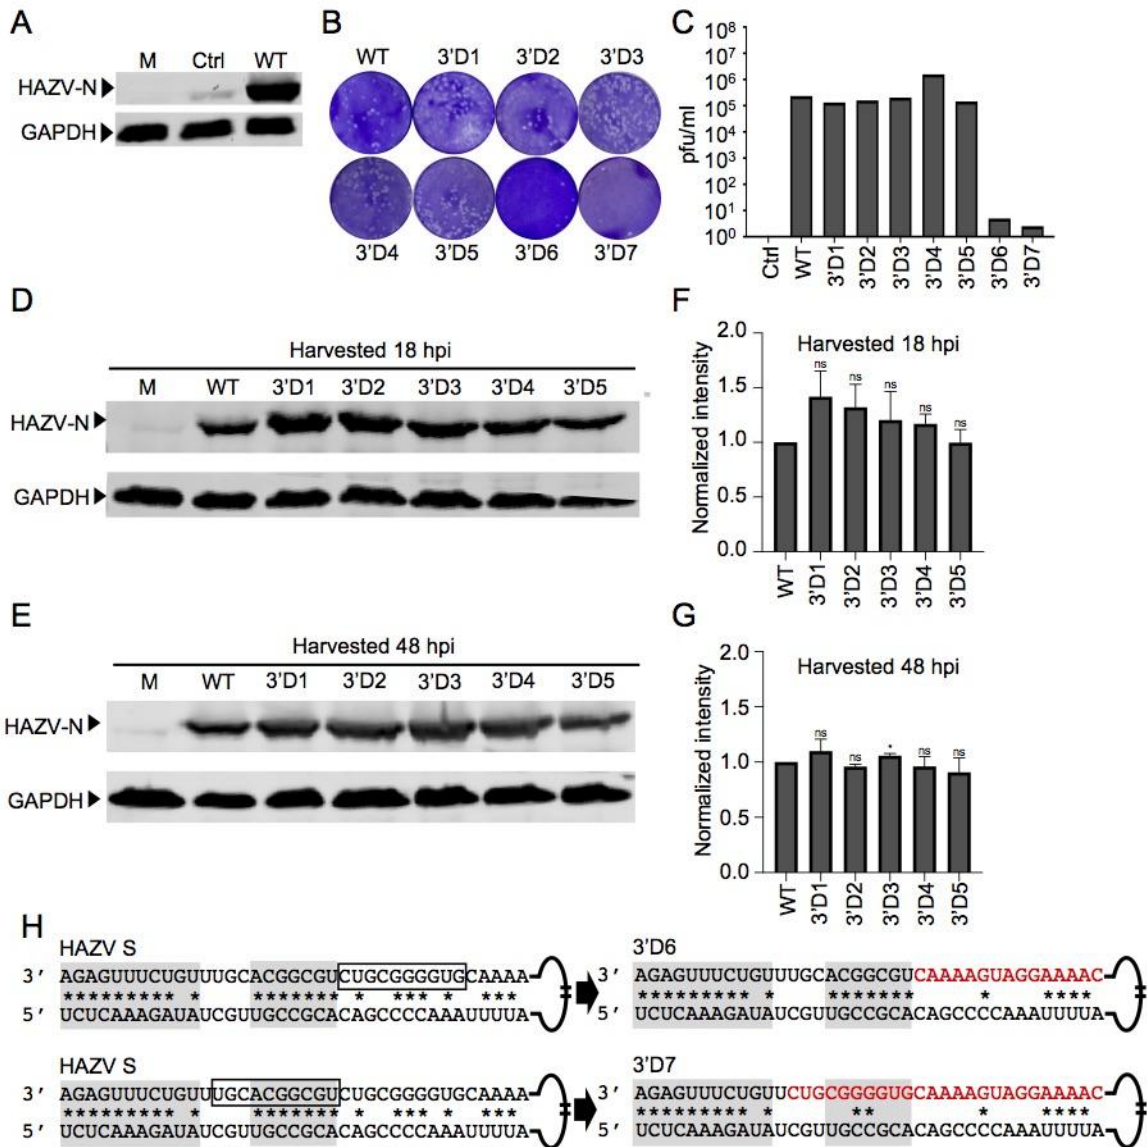 A
M Ctrl WT
HAZV-N
GAPDH
B
WT 3'D1 3'D2 3'D3
3'D4 3'D5 3'D6 3'D7
C
pfu/ml
10⁸
10⁷
10⁶
10⁵
10⁴
10³
10²
10¹
10⁰
Ctrl WT 3'D1 3'D2 3'D3 3'D4 3'D5 3'D6 3'D7
D
Harvested 18 hpi
M WT 3'D1 3'D2 3'D3 3'D4 3'D5
HAZV-N
GAPDH
F
Harvested 18 hpi
Normalized intensity
2.0
1.5
1.0
0.5
0.0
ns ns ns ns ns
WT 3'D1 3'D2 3'D3 3'D4 3'D5
E
Harvested 48 hpi
M WT 3'D1 3'D2 3'D3 3'D4 3'D5
HAZV-N
GAPDH
G
Harvested 48 hpi
Normalized intensity
2.0
1.5
1.0
0.5
0.0
ns ns * ns ns
WT 3'D1 3'D2 3'D3 3'D4 3'D5
H
HAZV S
3' AGAGUUUCUGUUUGCACGGCGUCUGCGGGGUGCAAAA
********* * ******* * *** * ***
5' UCUCAAAGAUAUCGUUGCCGCACAGCCCCAAAUUUUA
3'D6
3' AGAGUUUCUGUUUGCACGGCGUCAAAAGUAGGAAAAC
********* * ******* * ****
5' UCUCAAAGAUAUCGUUGCCGCACAGCCCCAAAUUUUA
HAZV S
3' AGAGUUUCUGUUUGCACGGCGUCUGCGGGGUGCAAAA
********* * ******* * *** * ***
5' UCUCAAAGAUAUCGUUGCCGCACAGCCCCAAAUUUUA
3'D7
3' AGAGUUUCUGUUCUGCGGGGUGCAAAAGUAGGAAAAC
********* * ** * ****
5' UCUCAAAGAUAUCGUUGCCGCACAGCCCCAAAUUUUA